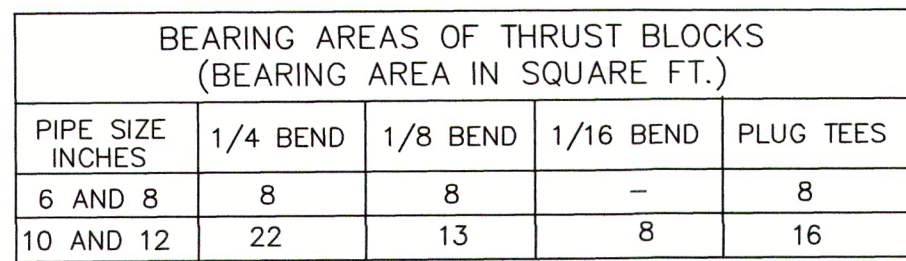 BEARING AREAS OF THRUST BLOCKS
(BEARING AREA IN SQUARE FT.)
PIPE SIZE INCHES 1/4 BEND 1/8 BEND 1/16 BEND PLUG TEES
6 AND 8 8 8 – 8
10 AND 12 22 13 8 16